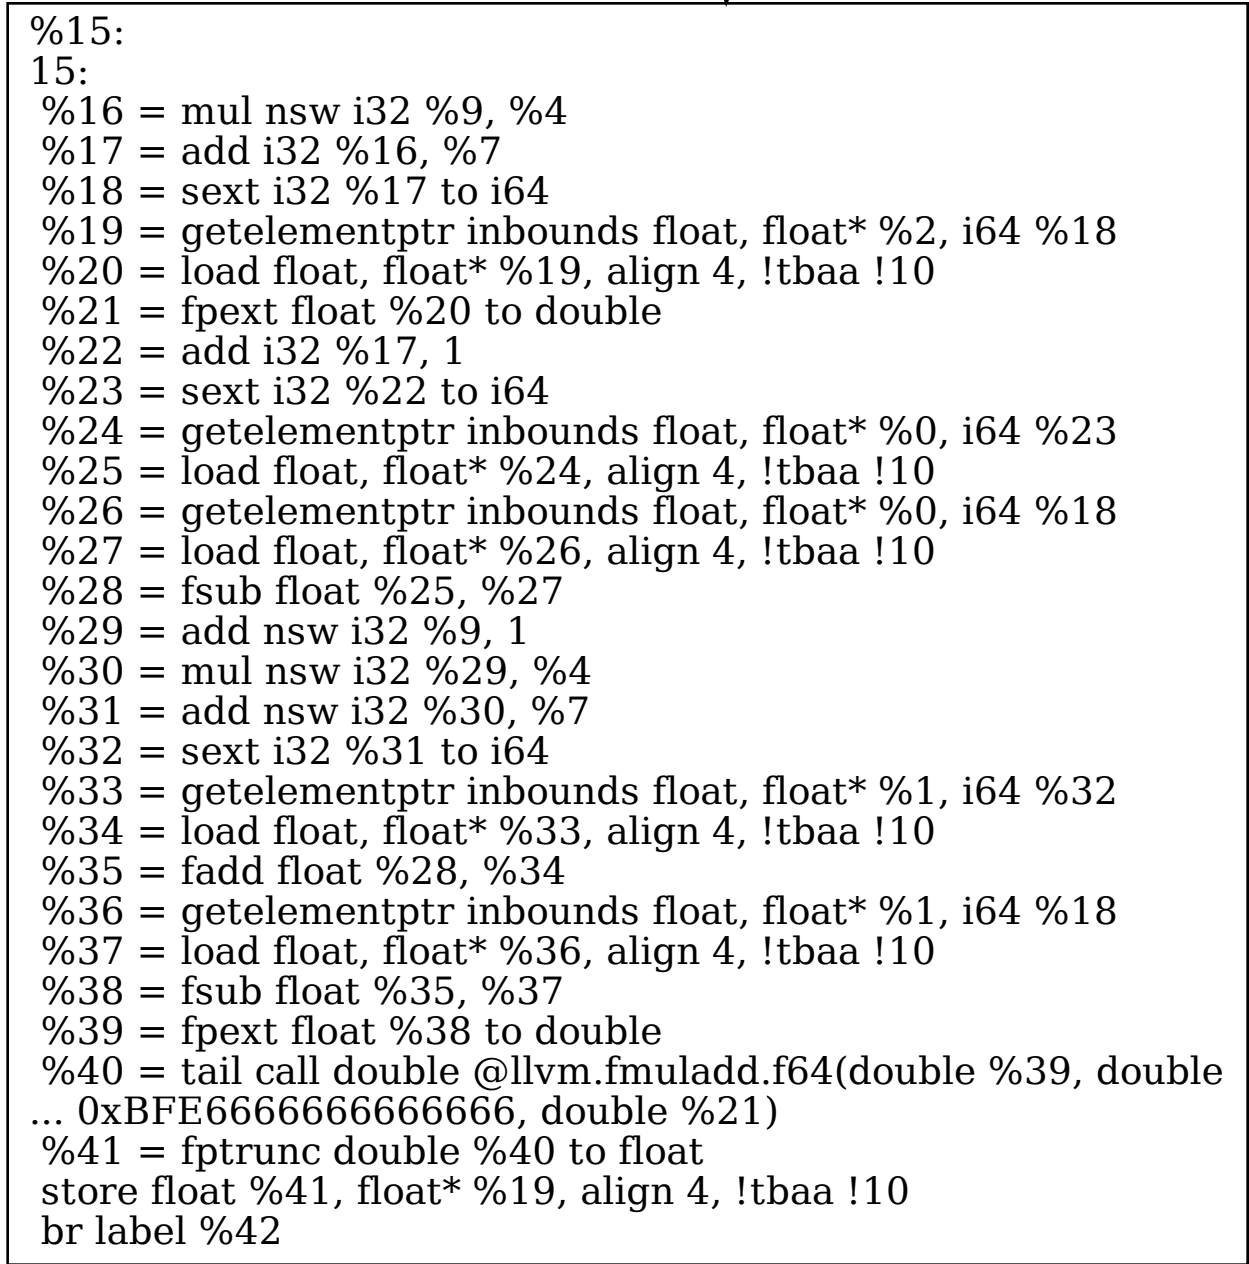 %15:
15:
%16 = mul nsw i32 %9, %4
%17 = add i32 %16, %7
%18 = sext i32 %17 to i64
%19 = getelementptr inbounds float, float* %2, i64 %18
%20 = load float, float* %19, align 4, !tbaa !10
%21 = fpext float %20 to double
%22 = add i32 %17, 1
%23 = sext i32 %22 to i64
%24 = getelementptr inbounds float, float* %0, i64 %23
%25 = load float, float* %24, align 4, !tbaa !10
%26 = getelementptr inbounds float, float* %0, i64 %18
%27 = load float, float* %26, align 4, !tbaa !10
%28 = fsub float %25, %27
%29 = add nsw i32 %9, 1
%30 = mul nsw i32 %29, %4
%31 = add nsw i32 %30, %7
%32 = sext i32 %31 to i64
%33 = getelementptr inbounds float, float* %1, i64 %32
%34 = load float, float* %33, align 4, !tbaa !10
%35 = fadd float %28, %34
%36 = getelementptr inbounds float, float* %1, i64 %18
%37 = load float, float* %36, align 4, !tbaa !10
%38 = fsub float %35, %37
%39 = fpext float %38 to double
%40 = tail call double @llvm.fmuladd.f64(double %39, double
... 0xBFE6666666666666, double %21)
%41 = fptrunc double %40 to float
store float %41, float* %19, align 4, !tbaa !10
br label %42